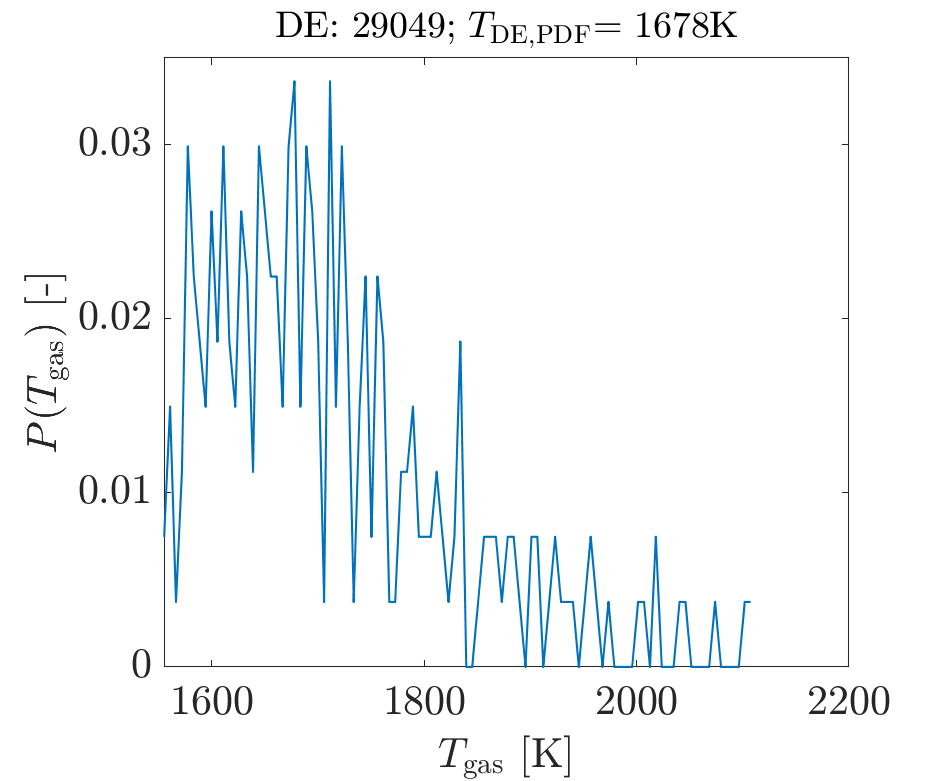 DE: 29049; T_DE,PDF= 1678K
P(T_gas) [-]
0.03
0.02
0.01
0
1600 1800 2000 2200
T_gas [K]